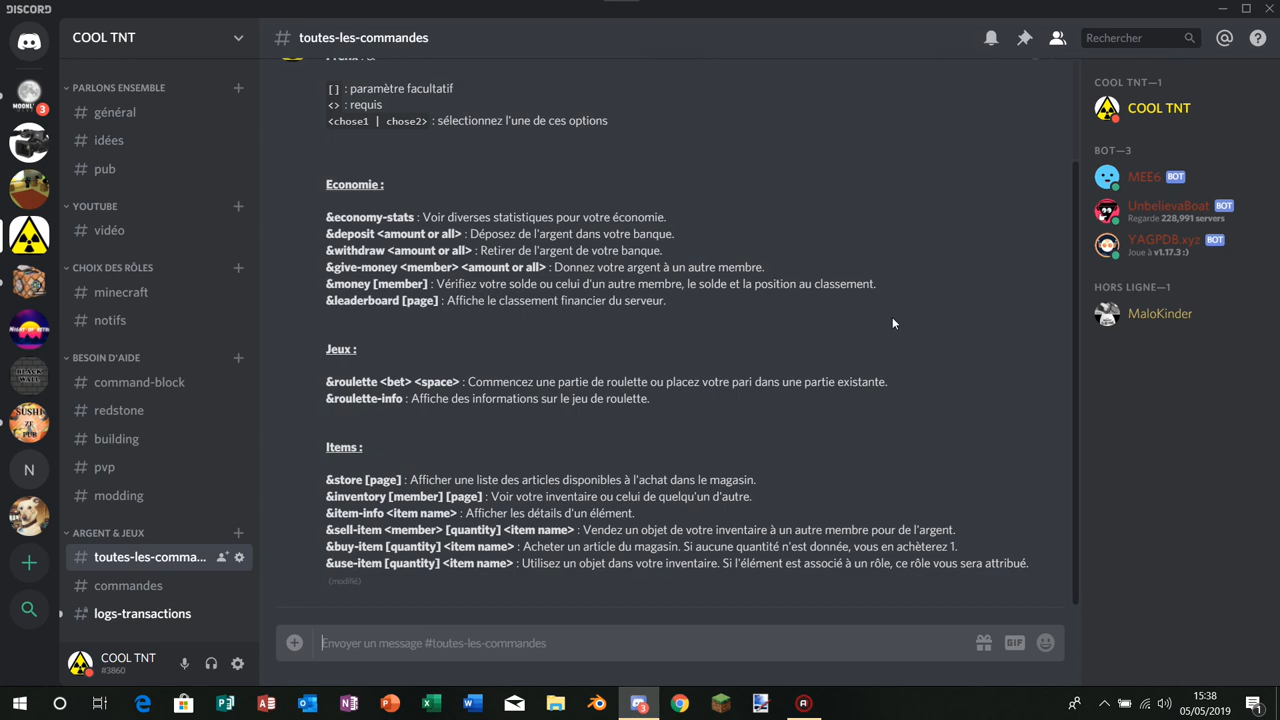 DISCORD
COOL TNT
# toutes-les-commandes
Rechercher
PARLONS ENSEMBLE
# général
# idées
# pub
YOUTUBE
# vidéo
CHOIX DES RÔLES
# minecraft
# notifs
BESOIN D'AIDE
# command-block
# redstone
# building
# pvp
# modding
ARGENT & JEUX
# toutes-les-comma...
# commandes
# logs-transactions
COOL TNT
#3860
3
BLACK WALL
N
[] : paramètre facultatif
<> : requis
<chose1 | chose2> : sélectionnez l'une de ces options
Economie :
&economy-stats : Voir diverses statistiques pour votre économie.
&deposit <amount or all> : Déposez de l'argent dans votre banque.
&withdraw <amount or all> : Retirer de l'argent de votre banque.
&give-money <member> <amount or all> : Donnez votre argent à un autre membre.
&money [member] : Vérifiez votre solde ou celui d'un autre membre, le solde et la position au classement.
&leaderboard [page] : Affiche le classement financier du serveur.
Jeux :
&roulette <bet> <space> : Commencez une partie de roulette ou placez votre pari dans une partie existante.
&roulette-info : Affiche des informations sur le jeu de roulette.
Items :
&store [page] : Afficher une liste des articles disponibles à l'achat dans le magasin.
&inventory [member] [page] : Voir votre inventaire ou celui de quelqu'un d'autre.
&item-info <item name> : Afficher les détails d'un élément.
&sell-item <member> [quantity] <item name> : Vendez un objet de votre inventaire à un autre membre pour de l'argent.
&buy-item [quantity] <item name> : Acheter un article du magasin. Si aucune quantité n'est donnée, vous en achèterez 1.
&use-item [quantity] <item name> : Utilisez un objet dans votre inventaire. Si l'élément est associé à un rôle, ce rôle vous sera attribué.
(modifié)
Envoyer un message #toutes-les-commandes
GIF
COOL TNT—1
COOL TNT
BOT—3
MEE6 BOT
UnbelievaBoat BOT
Regarde 228,991 servers
YAGPDB.xyz BOT
Joue à v1.17.3 :)
HORS LIGNE—1
MaloKinder
3
15:38
05/05/2019